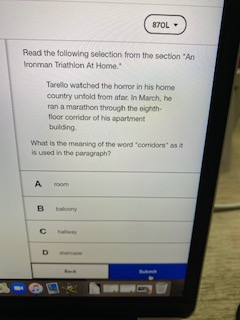 870L
Read the following selection from the section "An
Ironman Triathlon At Home."
Tarello watched the horror in his home
country unfold from afar. In March, he
ran a marathon through the eighth-
floor corridor of his apartment
building.
What is the meaning of the word "corridors" as it
is used in the paragraph?
A room
B balcony
C hallway
D staircase
Back Submit